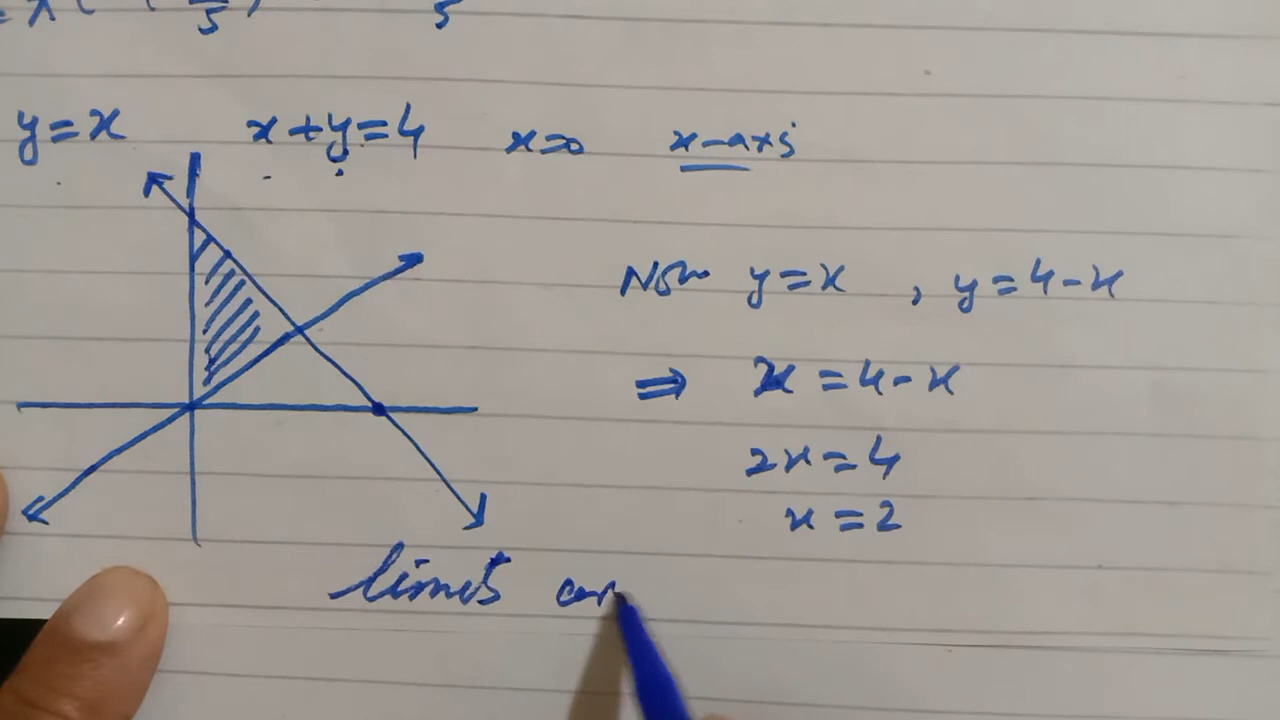 y=x x+y=4 x=0 x-axis
Now y=x , y=4-x
⇒ x=4-x
2x=4
x=2
limits are